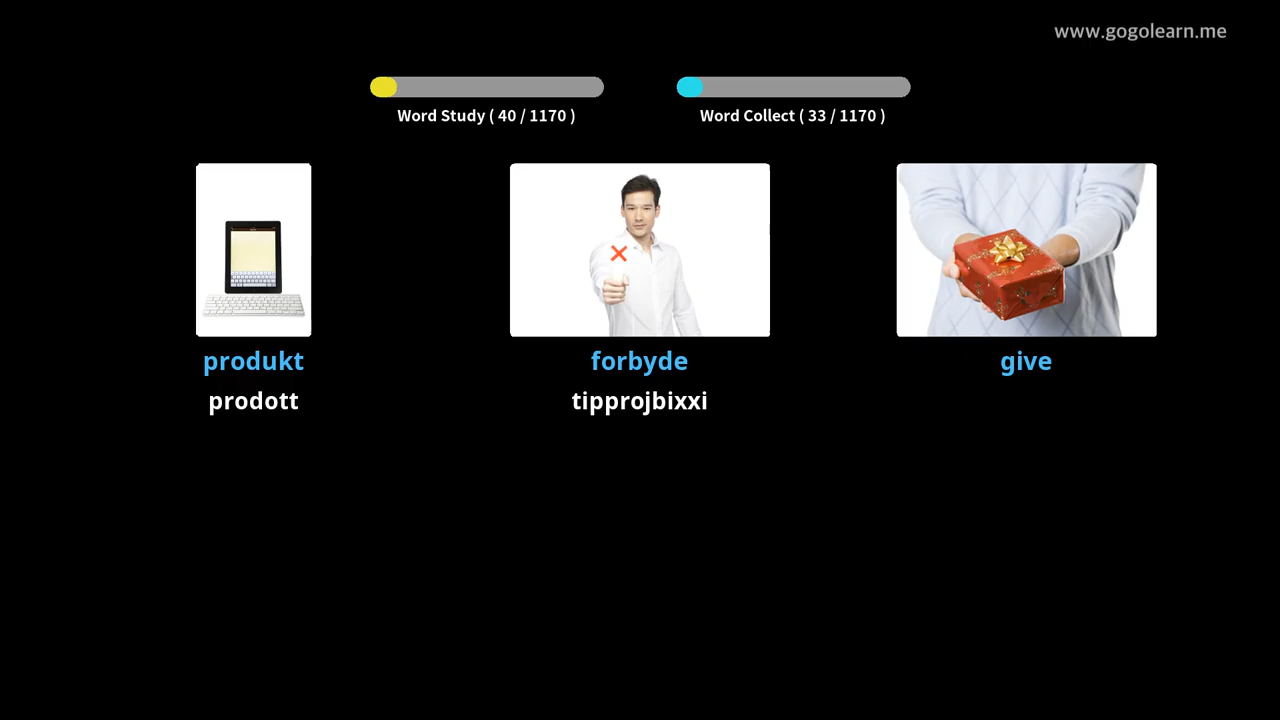 www.gogolearn.me
Word Study ( 40 / 1170 )
Word Collect ( 33 / 1170 )
produkt
prodott
forbyde
tipprojbixxi
give